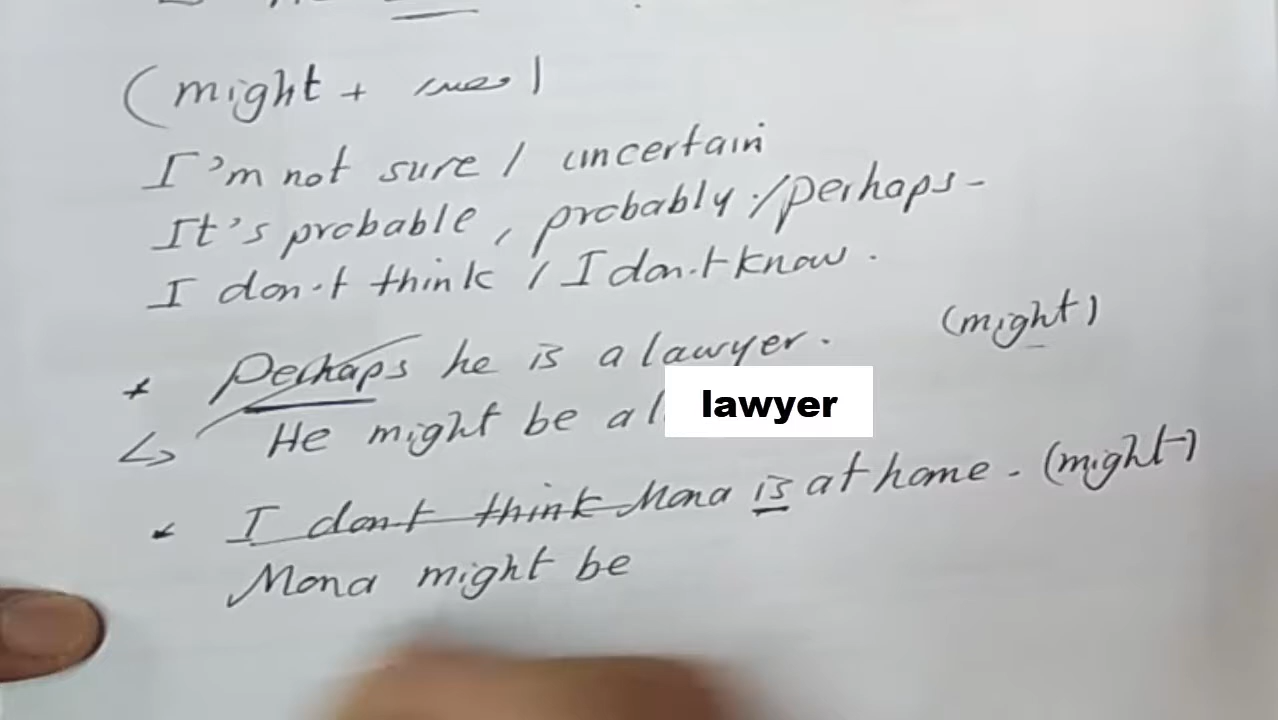 (might + مصدر)
I'm not sure / uncertain
It's probable, probably / perhaps -
I don't think / I don't know.
* Perhaps he is a lawyer. (might)
↳ He might be a l lawyer
* I don't think Mona is at home - (might)
Mona might be